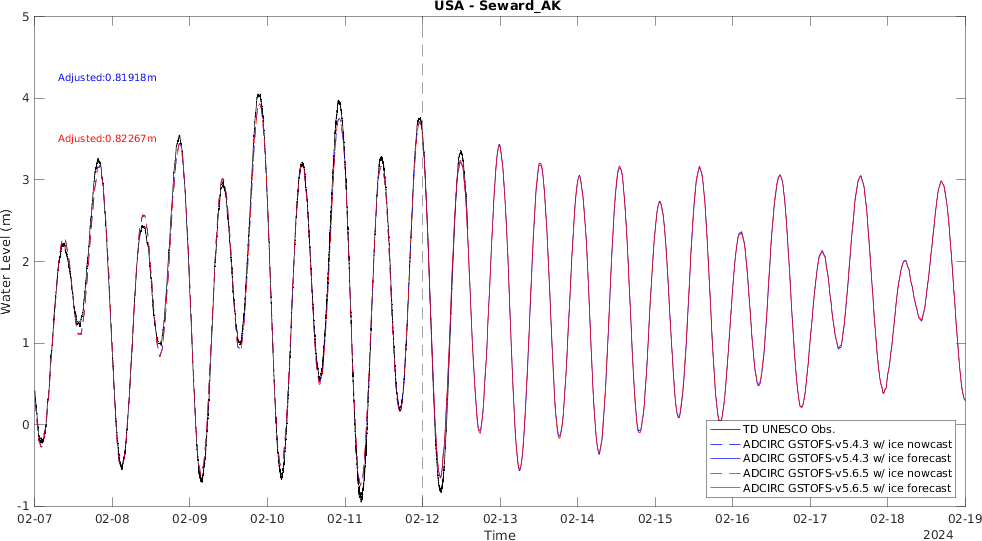 USA - Seward_AK
5
4
3
2
1
0
-1
Water Level (m)
Adjusted:0.81918m
Adjusted:0.82267m
TD UNESCO Obs.
ADCIRC GSTOFS-v5.4.3 w/ ice nowcast
ADCIRC GSTOFS-v5.4.3 w/ ice forecast
ADCIRC GSTOFS-v5.6.5 w/ ice nowcast
ADCIRC GSTOFS-v5.6.5 w/ ice forecast
02-07 02-08 02-09 02-10 02-11 02-12 02-13 02-14 02-15 02-16 02-17 02-18 02-19
Time
2024